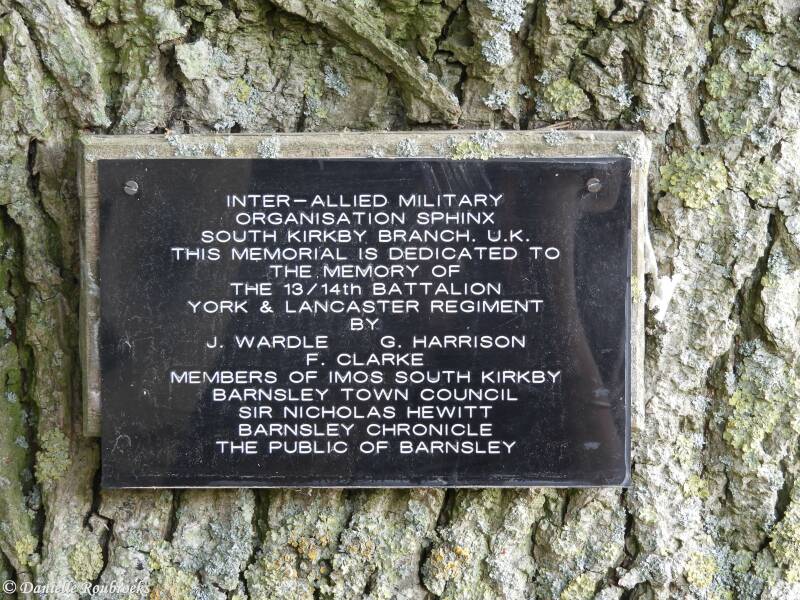 INTER-ALLIED MILITARY
ORGANISATION SPHINX
SOUTH KIRKBY BRANCH. U.K.
THIS MEMORIAL IS DEDICATED TO
THE MEMORY OF
THE 13/14th BATTALION
YORK & LANCASTER REGIMENT
BY
J. WARDLE G. HARRISON
F. CLARKE
MEMBERS OF IMOS SOUTH KIRKBY
BARNSLEY TOWN COUNCIL
SIR NICHOLAS HEWITT
BARNSLEY CHRONICLE
THE PUBLIC OF BARNSLEY
© Danielle Roubroeks